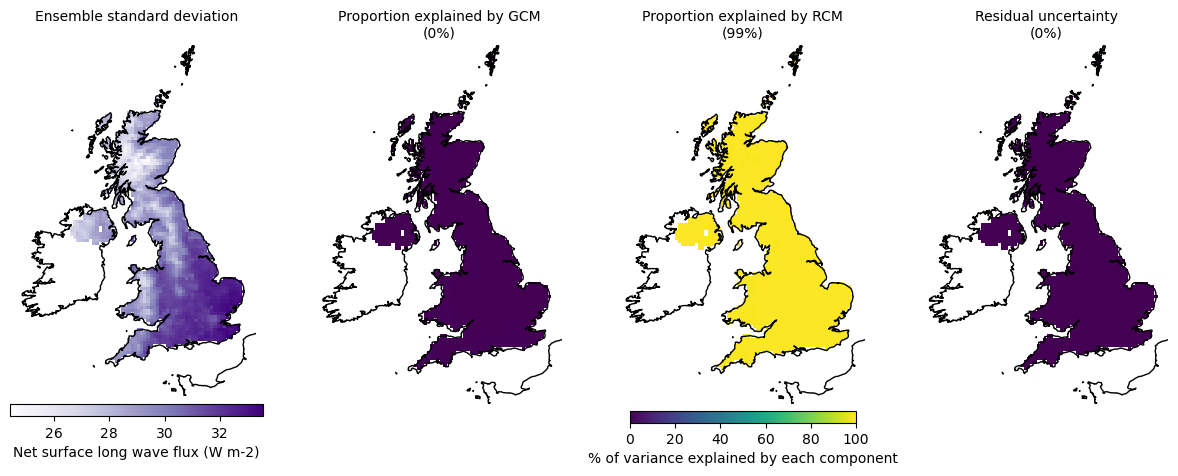 Ensemble standard deviation
Proportion explained by GCM
(0%)
Proportion explained by RCM
(99%)
Residual uncertainty
(0%)
26 28 30 32
Net surface long wave flux (W m-2)
0 20 40 60 80 100
% of variance explained by each component